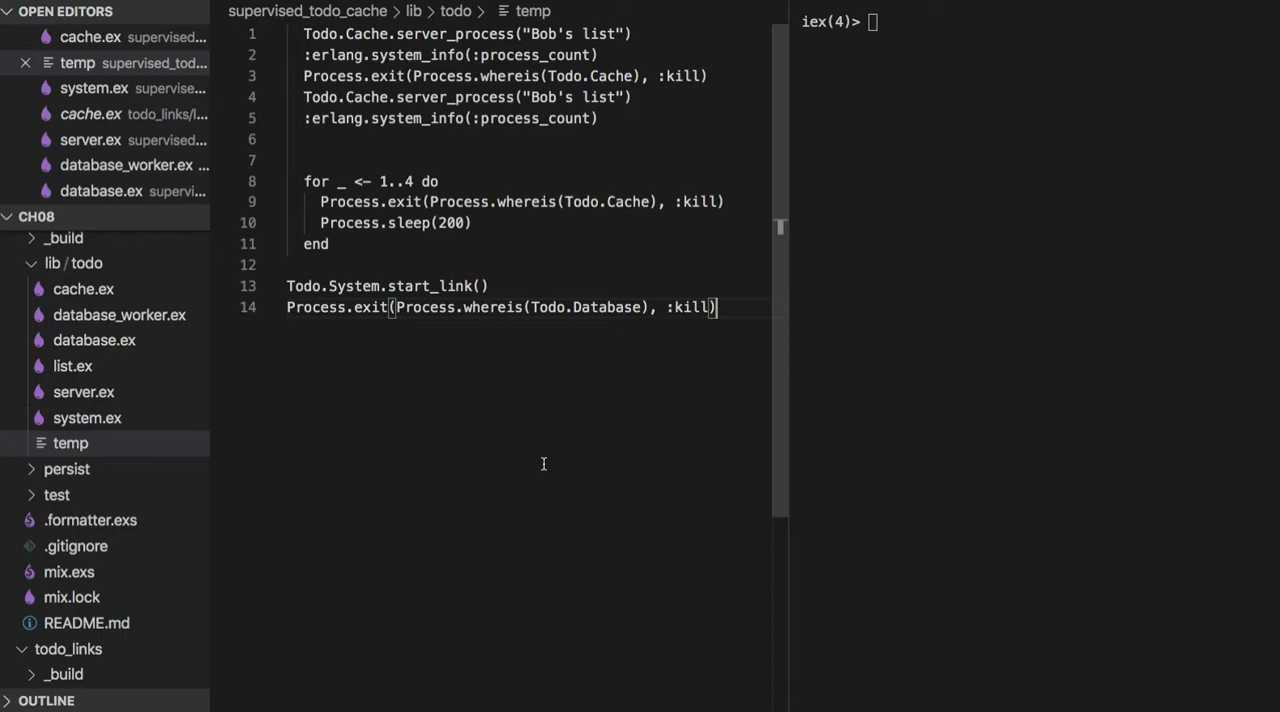 OPEN EDITORS
cache.ex supervised...
temp supervised_tod...
system.ex supervise...
cache.ex todo_links/l...
server.ex supervised...
database_worker.ex ...
database.ex supervi...
CH08
_build
lib / todo
cache.ex
database_worker.ex
database.ex
list.ex
server.ex
system.ex
temp
persist
test
.formatter.exs
.gitignore
mix.exs
mix.lock
README.md
todo_links
_build
OUTLINE
supervised_todo_cache > lib > todo > temp
1 Todo.Cache.server_process("Bob's list")
2 :erlang.system_info(:process_count)
3 Process.exit(Process.whereis(Todo.Cache), :kill)
4 Todo.Cache.server_process("Bob's list")
5 :erlang.system_info(:process_count)
6
7
8 for _ <- 1..4 do
9 Process.exit(Process.whereis(Todo.Cache), :kill)
10 Process.sleep(200)
11 end
12
13 Todo.System.start_link()
14 Process.exit(Process.whereis(Todo.Database), :kill)
iex(4)>